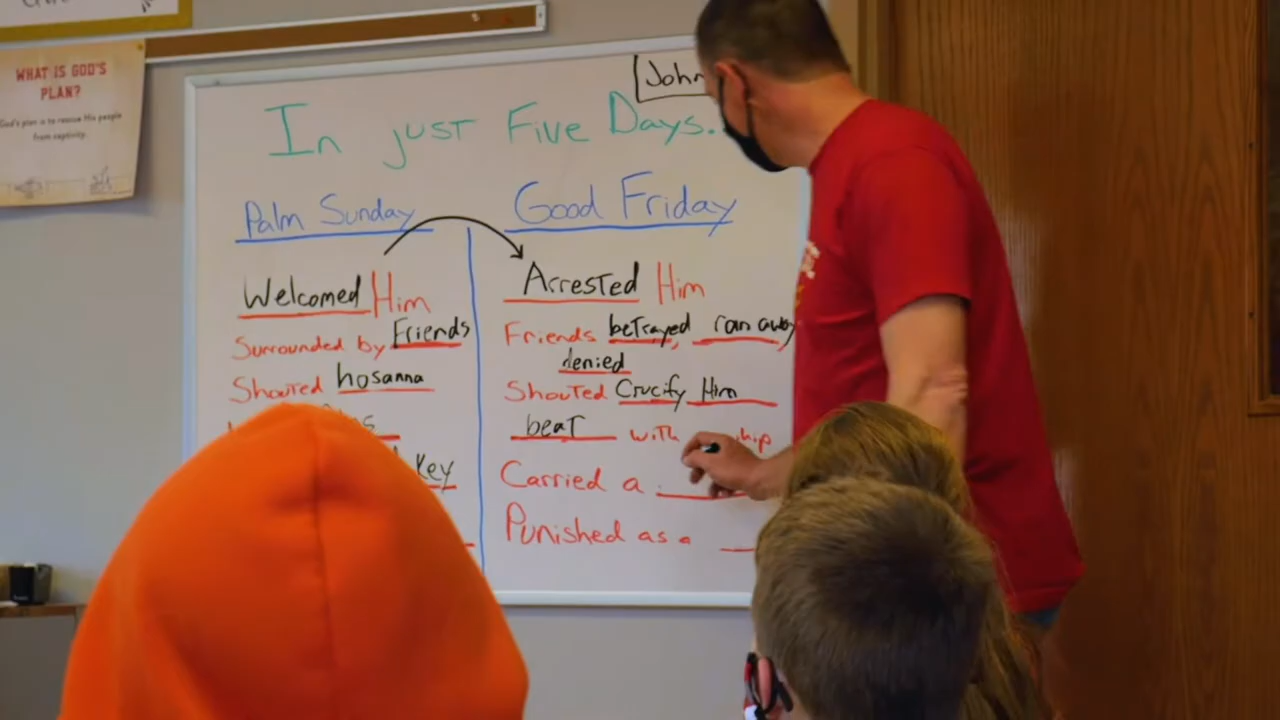 WHAT IS GOD'S
PLAN?
God's plan is to rescue His people
from captivity.
John
In just Five Days.
Palm Sunday
Welcomed Him
Surrounded by Friends
Shouted hosanna
key
Good Friday
Arrested Him
Friends betrayed, ran away,
denied
Shouted Crucify Him
beat with
Carried a
Punished as a